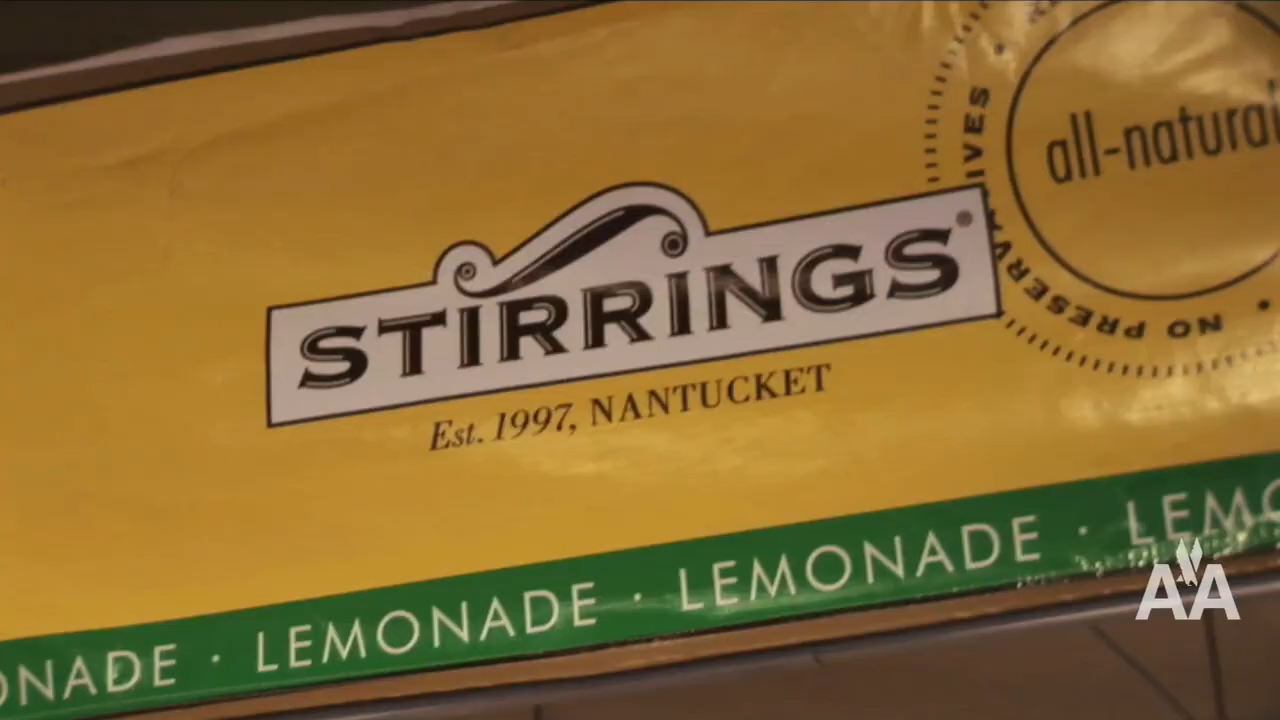 all-natural
NO PRESERVATIVES
STIRRINGS®
Est. 1997, NANTUCKET
ONADE · LEMONADE · LEMONADE · LEMO
AA